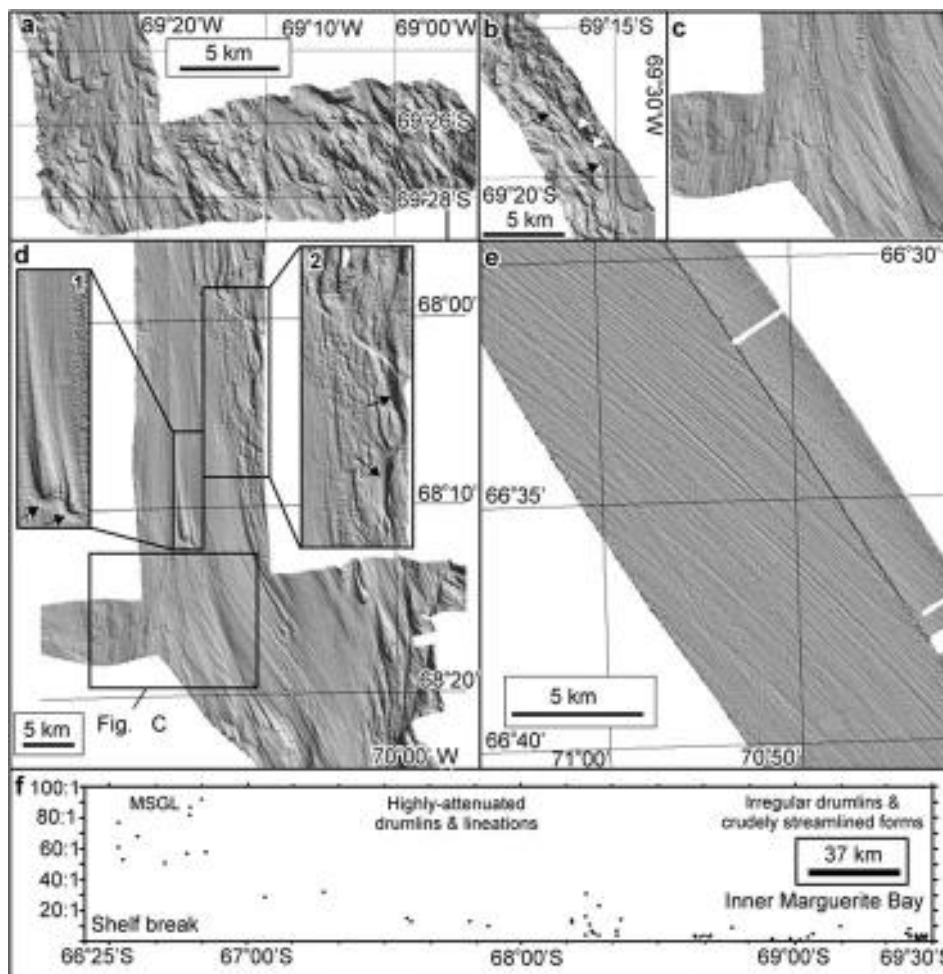 a
69°20'W
69°10'W
69°00'W
5 km
69°26'S
69°28'S
b
69°15'S
69°30'W
69°20'S
5 km
c
d
1
2
68°00'
68°10'
68°20'
Fig. C
5 km
70°00' W
e
66°30'
66°35'
5 km
66°40'
71°00'
70°50'
f
100:1
80:1
60:1
40:1
20:1
MSGL
Highly-attenuated
drumlins & lineations
Irregular drumlins &
crudely streamlined forms
37 km
Shelf break
Inner Marguerite Bay
66°25'S
67°00'S
68°00'S
69°00'S
69°30'S